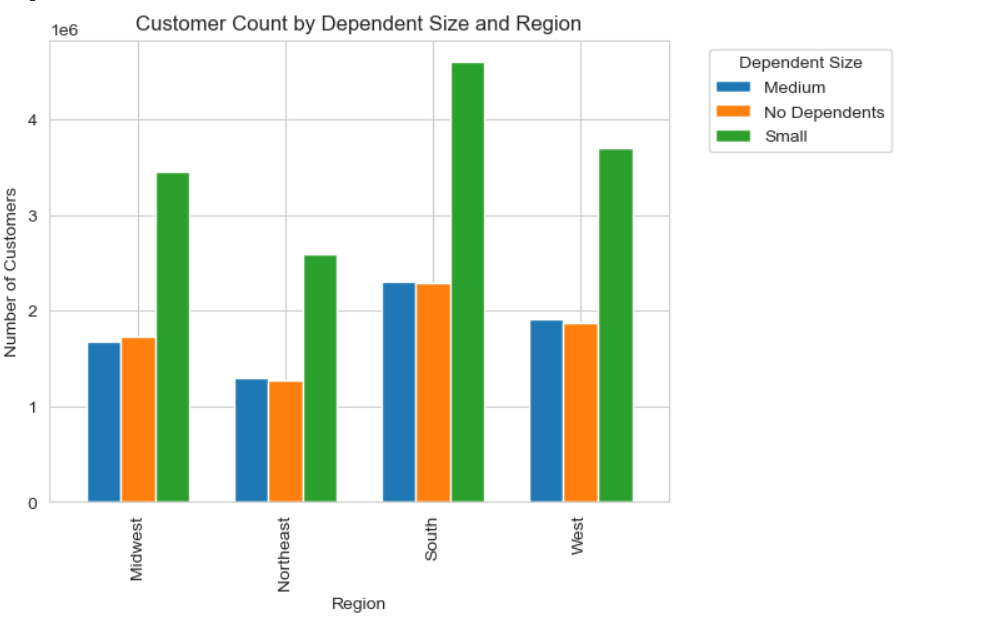 Customer Count by Dependent Size and Region
1e6
Dependent Size
Medium
No Dependents
Small
Number of Customers
4
3
2
1
0
Midwest
Northeast
South
West
Region